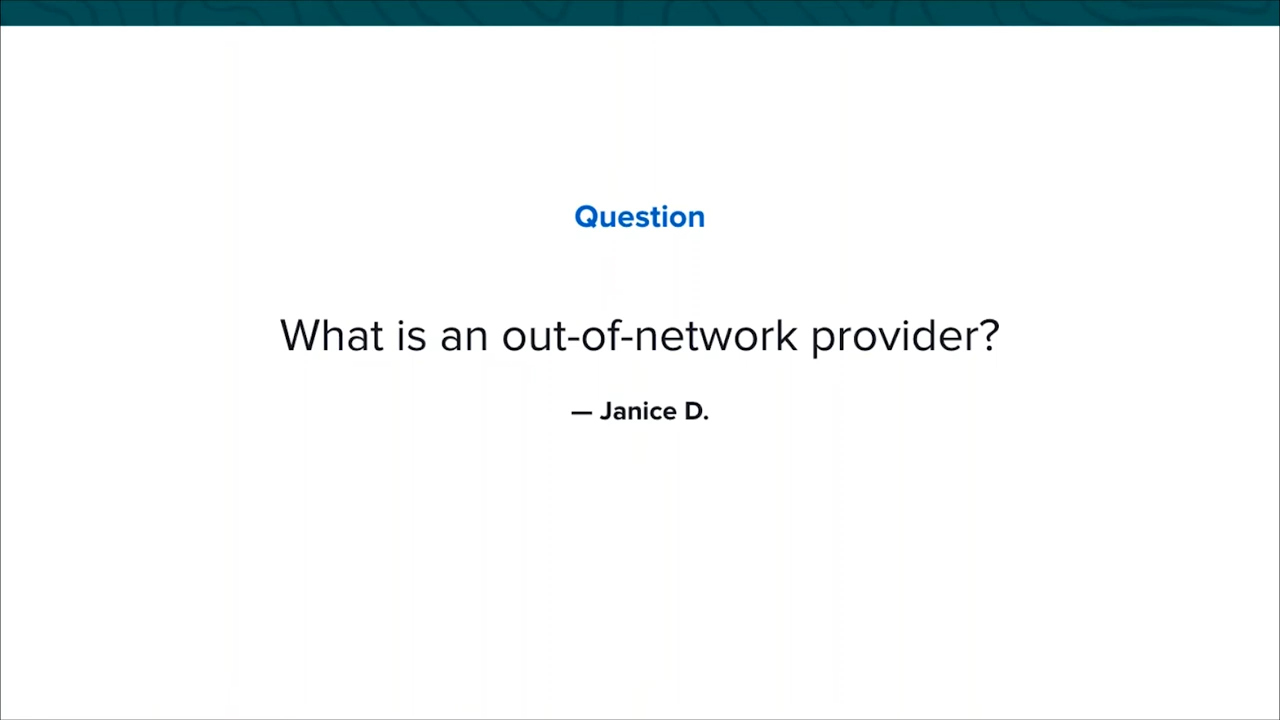 Question
What is an out-of-network provider?
— Janice D.